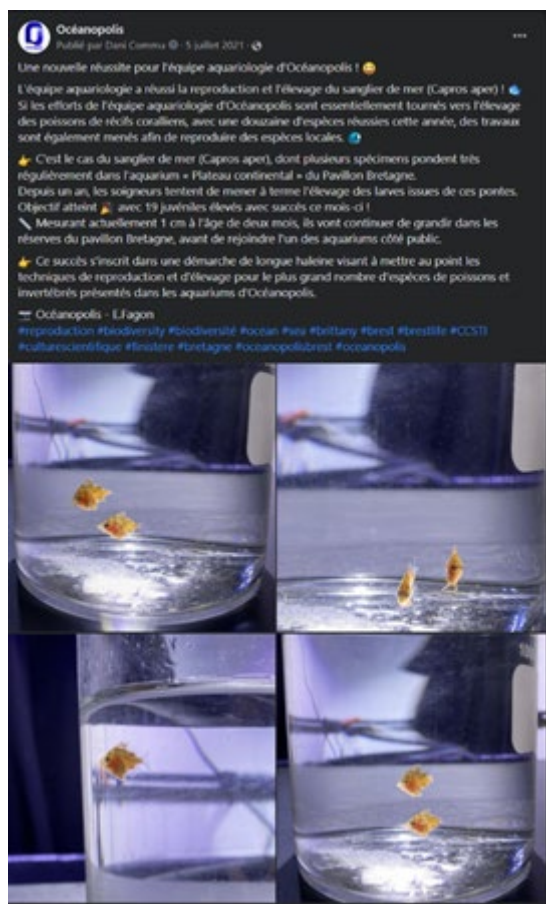 Océanopolis
Publié par Dani Comma · 5 juillet 2021 ·
Une nouvelle réussite pour l'équipe aquariologie d'Océanopolis ! 😀
L'équipe aquariologie a réussi la reproduction et l'élevage du sanglier de mer (Capros aper) !
Si les efforts de l'équipe aquariologie d'Océanopolis sont essentiellement tournés vers l'élevage
des poissons de récifs coralliens, avec une douzaine d'espèces réussies cette année, des travaux
sont également menés afin de reproduire des espèces locales.
👉 C'est le cas du sanglier de mer (Capros aper), dont plusieurs spécimens pondent très
régulièrement dans l'aquarium « Plateau continental » du Pavillon Bretagne.
Depuis un an, les soigneurs tentent de mener à terme l'élevage des larves issues de ces pontes.
Objectif atteint 🎉 avec 19 juvéniles élevés avec succès ce mois-ci !
📏 Mesurant actuellement 1 cm à l'âge de deux mois, ils vont continuer de grandir dans les
réserves du pavillon Bretagne, avant de rejoindre l'un des aquariums côté public.
👉 Ce succès s'inscrit dans une démarche de longue haleine visant à mettre au point les
techniques de reproduction et d'élevage pour le plus grand nombre d'espèces de poissons et
invertébrés présentés dans les aquariums d'Océanopolis.
📷 Océanopolis - E.Fagon
#reproduction #biodiversity #biodiversité #ocean #sea #brittany #brest #brestlife #CCSTI
#culturescientifique #finistere #bretagne #oceanopolisbrest #oceanopolis